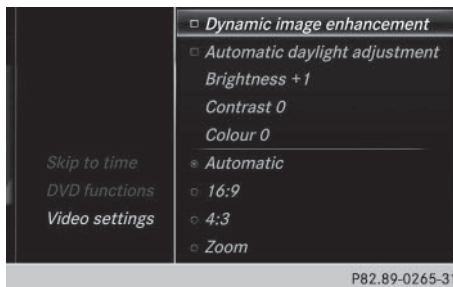 Dynamic image enhancement
Automatic daylight adjustment
Brightness +1
Contrast 0
Colour 0
Skip to time
Automatic
DVD functions
16:9
Video settings
4:3
Zoom
P82.89-0265-31